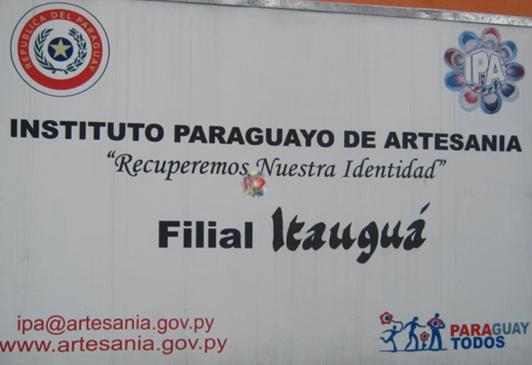 REPUBLICA DEL PARAGUAY
IPA
INSTITUTO PARAGUAYO DE ARTESANIA
"Recuperemos Nuestra Identidad"
Filial Itauguá
ipa@artesania.gov.py
www.artesania.gov.py
PARAGUAY
TODOS